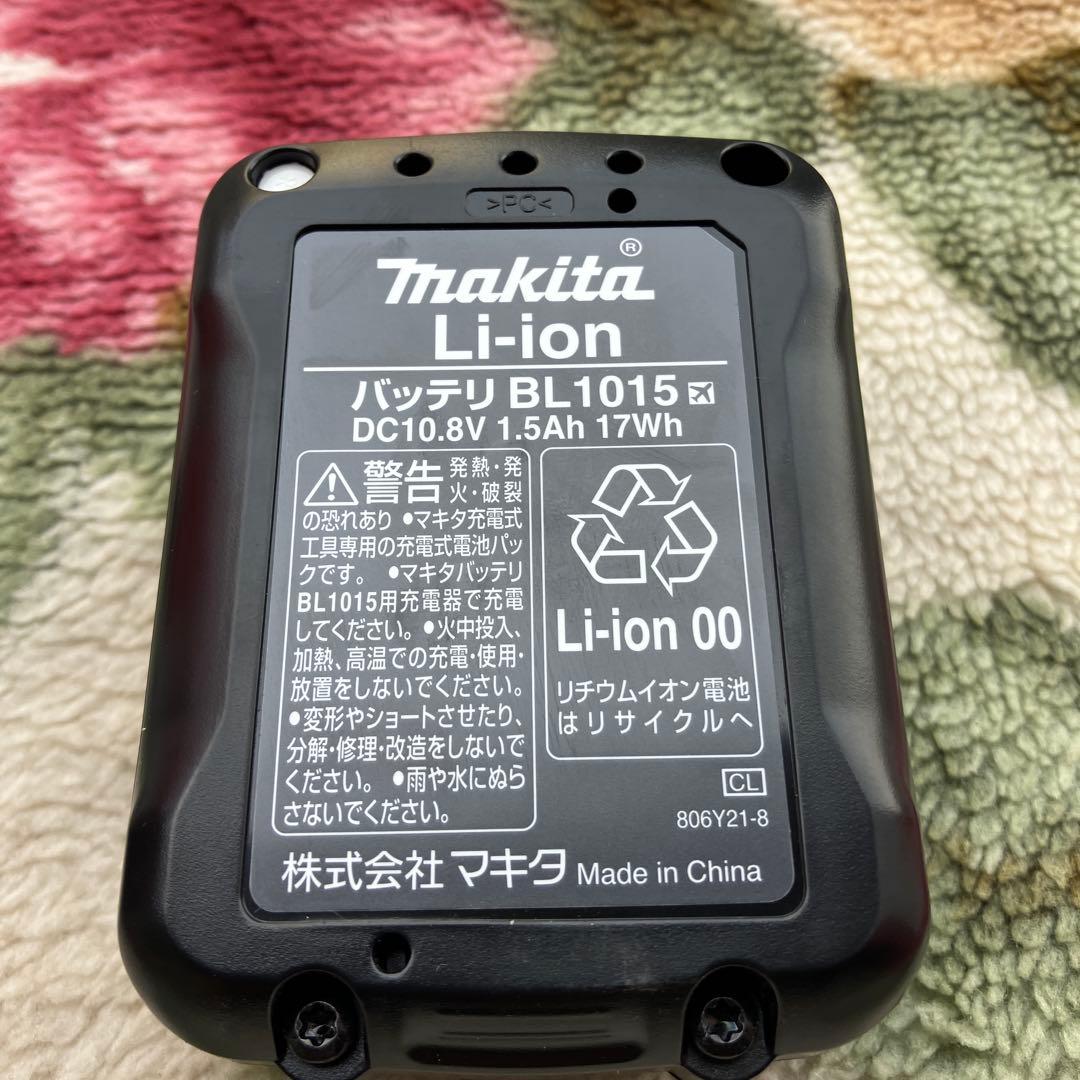 >PC<
makita®
Li-ion
バッテリ BL1015
DC10.8V 1.5Ah 17Wh
警告 発熱・発
火・破裂
の恐れあり ●マキタ充電式
工具専用の充電式電池パッ
クです。 ●マキタバッテリ
BL1015用充電器で充電
してください。●火中投入、
加熱、高温での充電・使用・
放置をしないでください。
●変形やショートさせたり、
分解・修理・改造をしないで
ください。 ●雨や水にぬら
さないでください。
Li-ion 00
リチウムイオン電池
はリサイクルへ
CL
806Y21-8
株式会社 マキタ Made in China